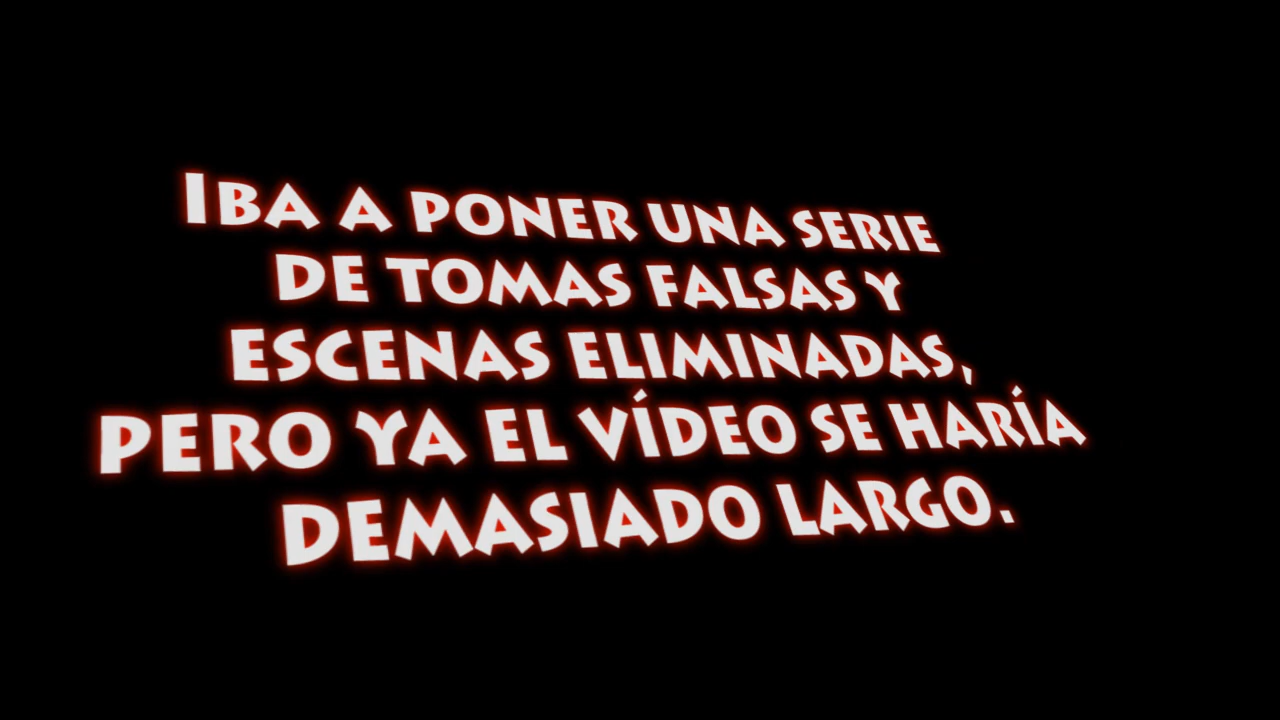 Iba a poner una serie
de tomas falsas y
escenas eliminadas,
pero ya el vídeo se haría
demasiado largo.